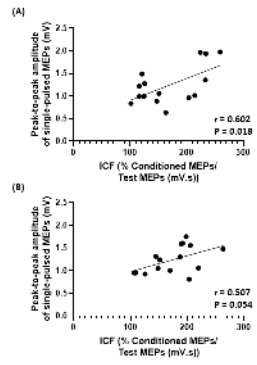 (A)
Peak-to-peak amplitude
of single-pulsed MEPs (mV)
2.5
2.0
1.5
1.0
0.5
0.0
0
100
200
300
r = 0.602
P = 0.018
ICF (% Conditioned MEPs/
Test MEPs (mV.s))
(B)
Peak-to-peak amplitude
of single-pulsed MEPs (mV)
2.5
2.0
1.5
1.0
0.5
0.0
0
100
200
300
r = 0.507
P = 0.054
ICF (% Conditioned MEPs/
Test MEPs (mV.s))